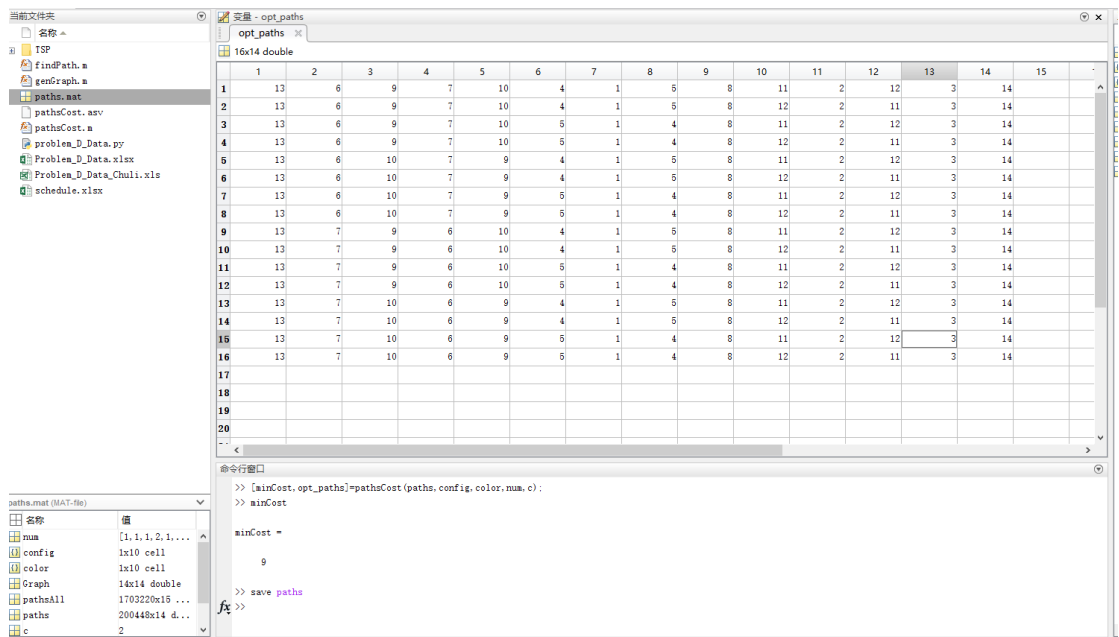 当前文件夹
名称
TSP
findPath.m
genGraph.m
paths.mat
pathsCost.asv
pathsCost.m
problem_D_Data.py
Problem_D_Data.xlsx
Problem_D_Data_Chuli.xls
schedule.xlsx
paths.mat (MAT-file)
名称 值
num [1,1,1,2,1,...
config 1x10 cell
color 1x10 cell
Graph 14x14 double
pathsAll 1703220x15 ...
paths 200448x14 d...
c 2
变量 - opt_paths
opt_paths
16x14 double
1 2 3 4 5 6 7 8 9 10 11 12 13 14 15
1 13 6 9 7 10 4 1 5 8 11 2 12 3 14
2 13 6 9 7 10 4 1 5 8 12 2 11 3 14
3 13 6 9 7 10 5 1 4 8 11 2 12 3 14
4 13 6 9 7 10 5 1 4 8 12 2 11 3 14
5 13 6 10 7 9 4 1 5 8 11 2 12 3 14
6 13 6 10 7 9 4 1 5 8 12 2 11 3 14
7 13 6 10 7 9 5 1 4 8 11 2 12 3 14
8 13 6 10 7 9 5 1 4 8 12 2 11 3 14
9 13 7 9 6 10 4 1 5 8 11 2 12 3 14
10 13 7 9 6 10 4 1 5 8 12 2 11 3 14
11 13 7 9 6 10 5 1 4 8 11 2 12 3 14
12 13 7 9 6 10 5 1 4 8 12 2 11 3 14
13 13 7 10 6 9 4 1 5 8 11 2 12 3 14
14 13 7 10 6 9 4 1 5 8 12 2 11 3 14
15 13 7 10 6 9 5 1 4 8 11 2 12 3 14
16 13 7 10 6 9 5 1 4 8 12 2 11 3 14
17
18
19
20
命令行窗口
>> [minCost,opt_paths]=pathsCost(paths,config,color,num,c);
>> minCost
minCost =
9
>> save paths
fx >>